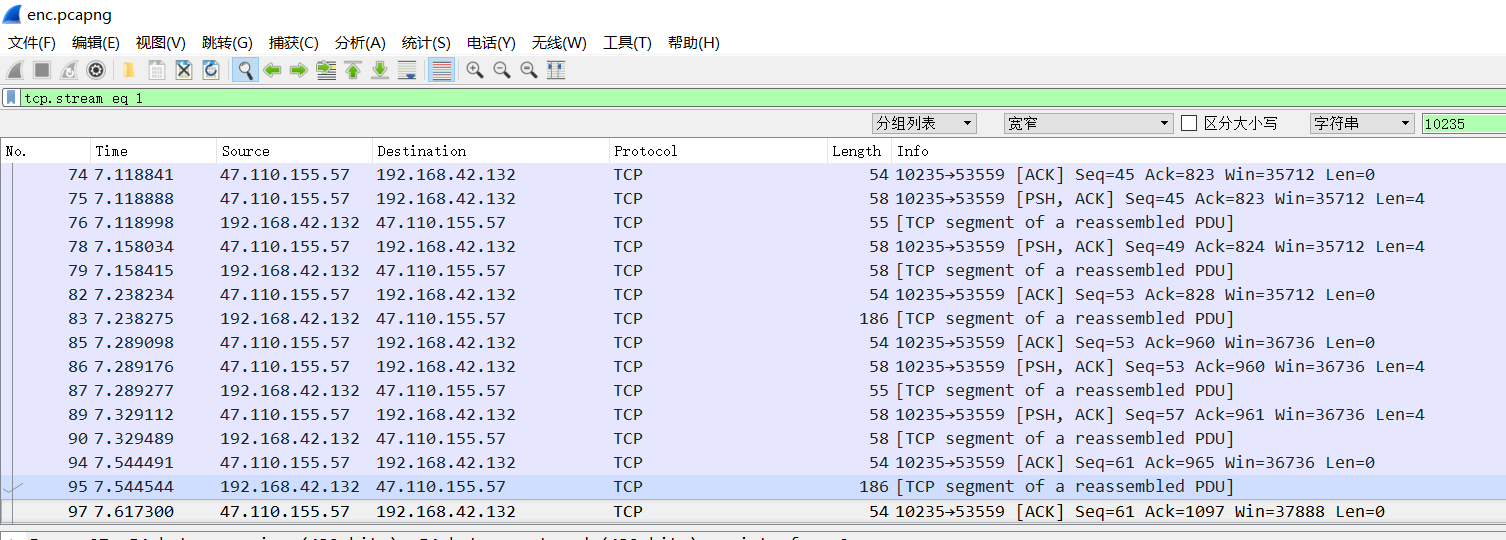 enc.pcapng
文件(F) 编辑(E) 视图(V) 跳转(G) 捕获(C) 分析(A) 统计(S) 电话(Y) 无线(W) 工具(T) 帮助(H)
tcp.stream eq 1
分组列表 宽窄 区分大小写 字符串 10235
No. Time Source Destination Protocol Length Info
74 7.118841 47.110.155.57 192.168.42.132 TCP 54 10235→53559 [ACK] Seq=45 Ack=823 Win=35712 Len=0
75 7.118888 47.110.155.57 192.168.42.132 TCP 58 10235→53559 [PSH, ACK] Seq=45 Ack=823 Win=35712 Len=4
76 7.118998 192.168.42.132 47.110.155.57 TCP 55 [TCP segment of a reassembled PDU]
78 7.158034 47.110.155.57 192.168.42.132 TCP 58 10235→53559 [PSH, ACK] Seq=49 Ack=824 Win=35712 Len=4
79 7.158415 192.168.42.132 47.110.155.57 TCP 58 [TCP segment of a reassembled PDU]
82 7.238234 47.110.155.57 192.168.42.132 TCP 54 10235→53559 [ACK] Seq=53 Ack=828 Win=35712 Len=0
83 7.238275 192.168.42.132 47.110.155.57 TCP 186 [TCP segment of a reassembled PDU]
85 7.289098 47.110.155.57 192.168.42.132 TCP 54 10235→53559 [ACK] Seq=53 Ack=960 Win=36736 Len=0
86 7.289176 47.110.155.57 192.168.42.132 TCP 58 10235→53559 [PSH, ACK] Seq=53 Ack=960 Win=36736 Len=4
87 7.289277 192.168.42.132 47.110.155.57 TCP 55 [TCP segment of a reassembled PDU]
89 7.329112 47.110.155.57 192.168.42.132 TCP 58 10235→53559 [PSH, ACK] Seq=57 Ack=961 Win=36736 Len=4
90 7.329489 192.168.42.132 47.110.155.57 TCP 58 [TCP segment of a reassembled PDU]
94 7.544491 47.110.155.57 192.168.42.132 TCP 54 10235→53559 [ACK] Seq=61 Ack=965 Win=36736 Len=0
95 7.544544 192.168.42.132 47.110.155.57 TCP 186 [TCP segment of a reassembled PDU]
97 7.617300 47.110.155.57 192.168.42.132 TCP 54 10235→53559 [ACK] Seq=61 Ack=1097 Win=37888 Len=0